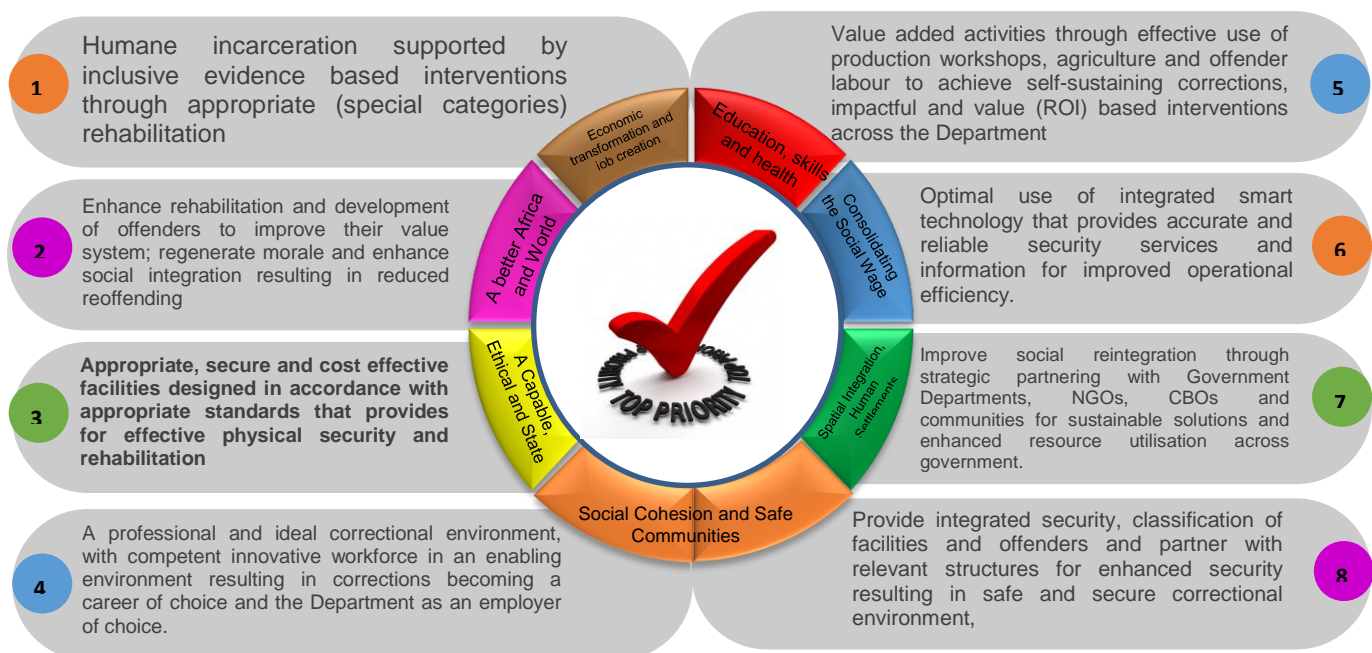 1
Humane incarceration supported by
inclusive evidence based interventions
through appropriate (special categories)
rehabilitation
2
Enhance rehabilitation and development
of offenders to improve their value
system; regenerate morale and enhance
social integration resulting in reduced
reoffending
3
Appropriate, secure and cost effective
facilities designed in accordance with
appropriate standards that provides
for effective physical security and
rehabilitation
4
A professional and ideal correctional environment,
with competent innovative workforce in an enabling
environment resulting in corrections becoming a
career of choice and the Department as an employer
of choice.
Economic
transformation and
job creation
Education, skills
and health
Consolidating
the Social Wage
Spatial Integration,
Human
Settlements
Social Cohesion and Safe
Communities
A Capable,
Ethical and State
A better Africa
and World
TOP PRIORITY
5
Value added activities through effective use of
production workshops, agriculture and offender
labour to achieve self-sustaining corrections,
impactful and value (ROI) based interventions
across the Department
6
Optimal use of integrated smart
technology that provides accurate and
reliable security services and
information for improved operational
efficiency.
7
Improve social reintegration through
strategic partnering with Government
Departments, NGOs, CBOs and
communities for sustainable solutions and
enhanced resource utilisation across
government.
8
Provide integrated security, classification of
facilities and offenders and partner with
relevant structures for enhanced security
resulting in safe and secure correctional
environment,